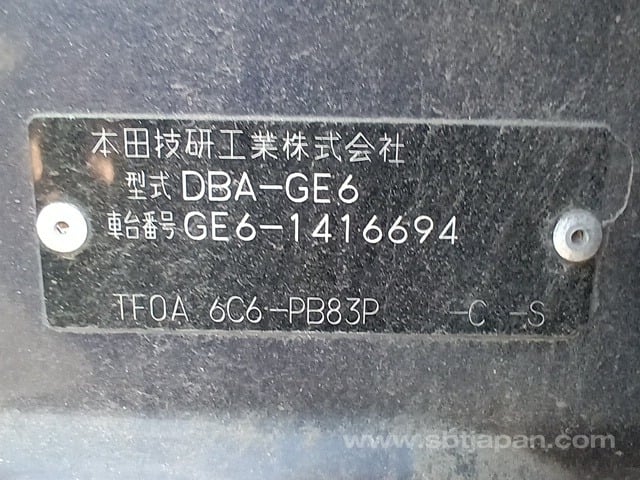 本田技研工業株式会社
型式 DBA-GE6
車台番号 GE6-1416694
TF0A 6C6-PB83P -C -S
www.sbtjapan.com